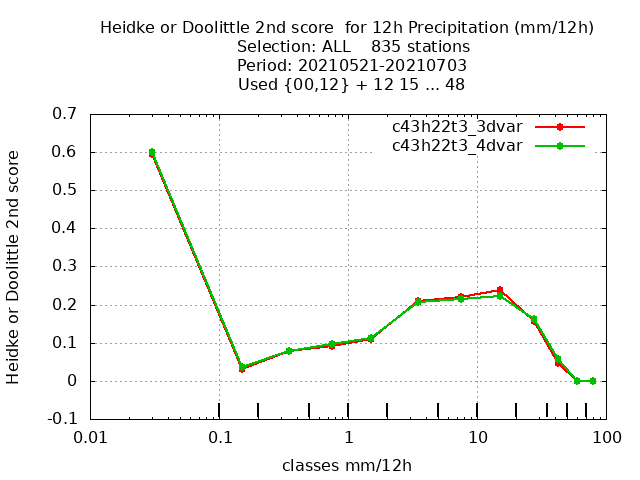 Heidke or Doolittle 2nd score  for 12h Precipitation (mm/12h)
Selection: ALL    835 stations
Period: 20210521-20210703
Used {00,12} + 12 15 ... 48
Heidke or Doolittle 2nd score
0.7
0.6
0.5
0.4
0.3
0.2
0.1
0
-0.1
c43h22t3_3dvar
c43h22t3_4dvar
0.01 0.1 1 10 100
classes mm/12h